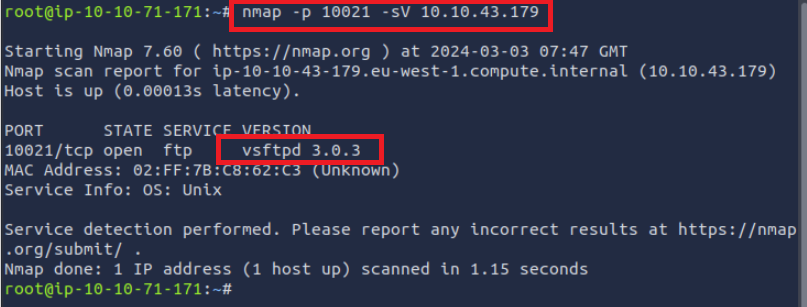 root@ip-10-10-71-171:~# nmap -p 10021 -sV 10.10.43.179
Starting Nmap 7.60 ( https://nmap.org ) at 2024-03-03 07:47 GMT
Nmap scan report for ip-10-10-43-179.eu-west-1.compute.internal (10.10.43.179)
Host is up (0.00013s latency).
PORT      STATE SERVICE VERSION
10021/tcp open  ftp     vsftpd 3.0.3
MAC Address: 02:FF:7B:C8:62:C3 (Unknown)
Service Info: OS: Unix
Service detection performed. Please report any incorrect results at https://nmap
.org/submit/ .
Nmap done: 1 IP address (1 host up) scanned in 1.15 seconds
root@ip-10-10-71-171:~#